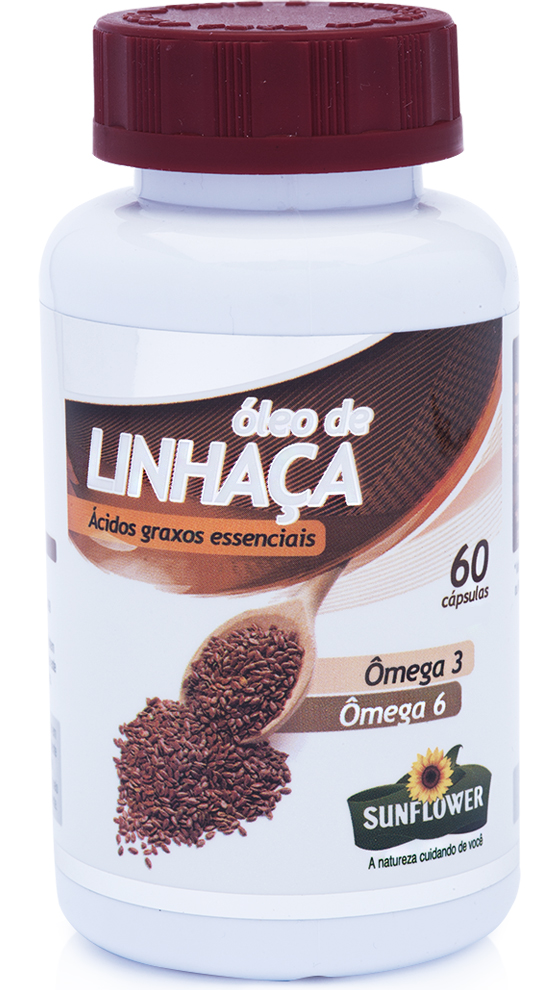 óleo de
LINHAÇA
Ácidos graxos essenciais
60
cápsulas
Ômega 3
Ômega 6
SUNFLOWER
A natureza cuidando de você